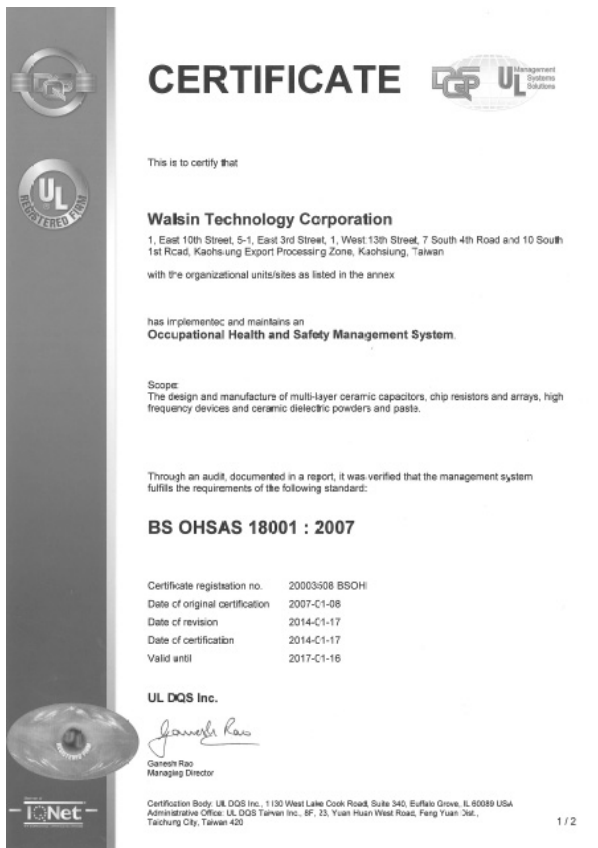 CERTIFICATE
DQS
UL
Management
Systems
Solutions
DQS
UL
REGISTERED FIRM
This is to certify that
Walsin Technology Corporation
1, East 10th Street, 5-1, East 3rd Street, 1, West 13th Street, 7 South 4th Road and 10 South
1st Road, Kaohsiung Export Processing Zone, Kaohsiung, Taiwan
with the organizational units/sites as listed in the annex
has implemented and maintains an
Occupational Health and Safety Management System.
Scope:
The design and manufacture of multi-layer ceramic capacitors, chip resistors and arrays, high
frequency devices and ceramic dielectric powders and paste.
Through an audit, documented in a report, it was verified that the management system
fulfills the requirements of the following standard:
BS OHSAS 18001 : 2007
Certificate registration no. 20003508 BSOH
Date of original certification 2007-01-08
Date of revision 2014-01-17
Date of certification 2014-01-17
Valid until 2017-01-16
UL DQS Inc.
Ganesh Rao
Ganesh Rao
Managing Director
UL
REGISTERED FIRM
IQNet
Certification Body: UL DQS Inc., 1130 West Lake Cook Road, Suite 340, Buffalo Grove, IL 60089 USA
Administrative Office: UL DQS Taiwan Inc., 8F, 23, Yuan Huan West Road, Feng Yuan Dist.,
Taichung City, Taiwan 420
1 / 2